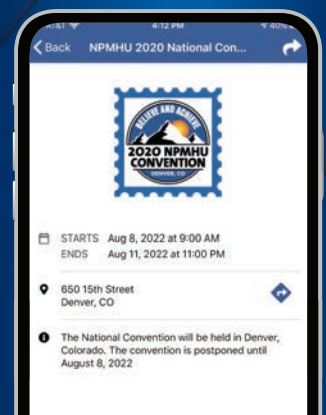 AT&T 4:12 PM 40%
Back NPMHU 2020 National Con...
BELIEVE AND ACHIEVE
2020 NPMHU
CONVENTION
DENVER, CO
STARTS Aug 8, 2022 at 9:00 AM
ENDS Aug 11, 2022 at 11:00 PM
650 15th Street
Denver, CO
The National Convention will be held in Denver,
Colorado. The convention is postponed until
August 8, 2022